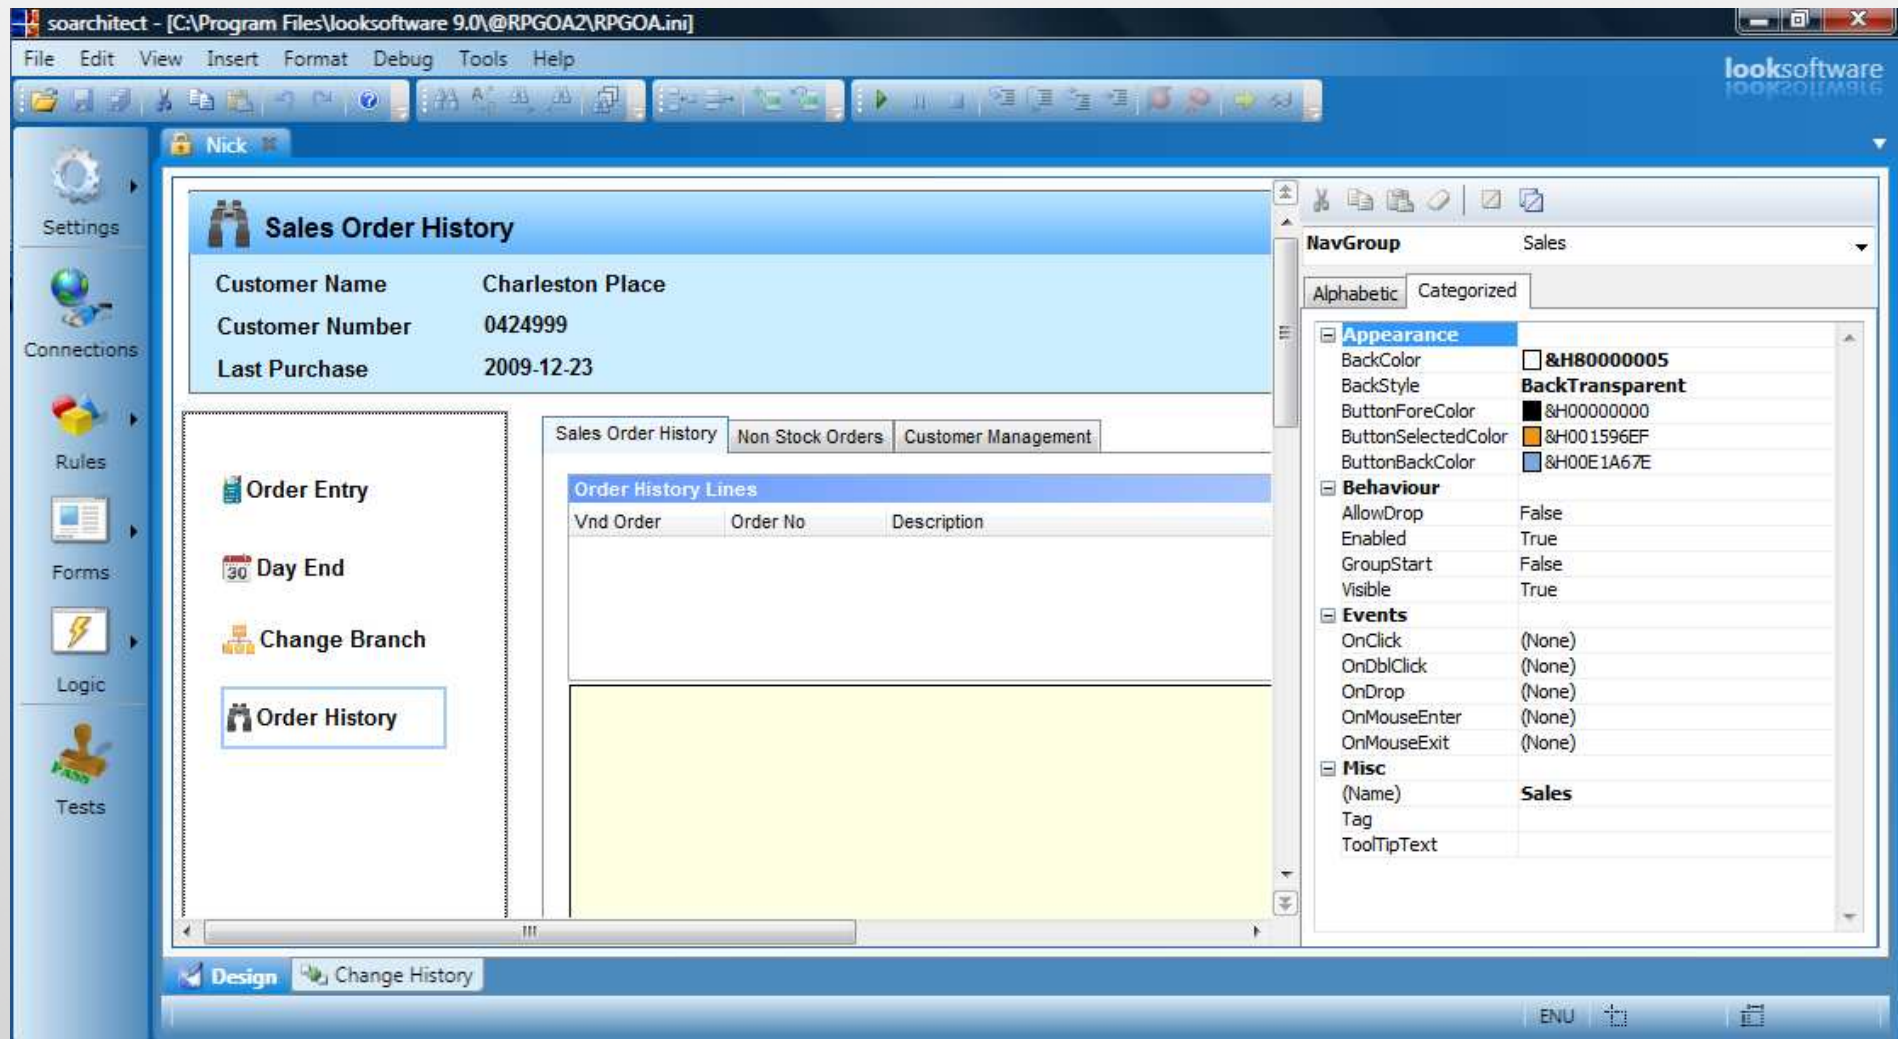 soarchitect - [C:\Program Files\looksoftware 9.0\@RPGOA2\RPGOA.ini]
File Edit View Insert Format Debug Tools Help
looksoftware
Nick
Settings
Connections
Rules
Forms
Logic
PASS
Tests
Sales Order History
Customer Name Charleston Place
Customer Number 0424999
Last Purchase 2009-12-23
Order Entry
30 Day End
Change Branch
Order History
Sales Order History Non Stock Orders Customer Management
Order History Lines
Vnd Order Order No Description
NavGroup Sales
Alphabetic Categorized
Appearance
BackColor &H80000005
BackStyle BackTransparent
ButtonForeColor &H00000000
ButtonSelectedColor &H001596EF
ButtonBackColor &H00E1A67E
Behaviour
AllowDrop False
Enabled True
GroupStart False
Visible True
Events
OnClick (None)
OnDblClick (None)
OnDrop (None)
OnMouseEnter (None)
OnMouseExit (None)
Misc
(Name) Sales
Tag
ToolTipText
Design Change History
ENU